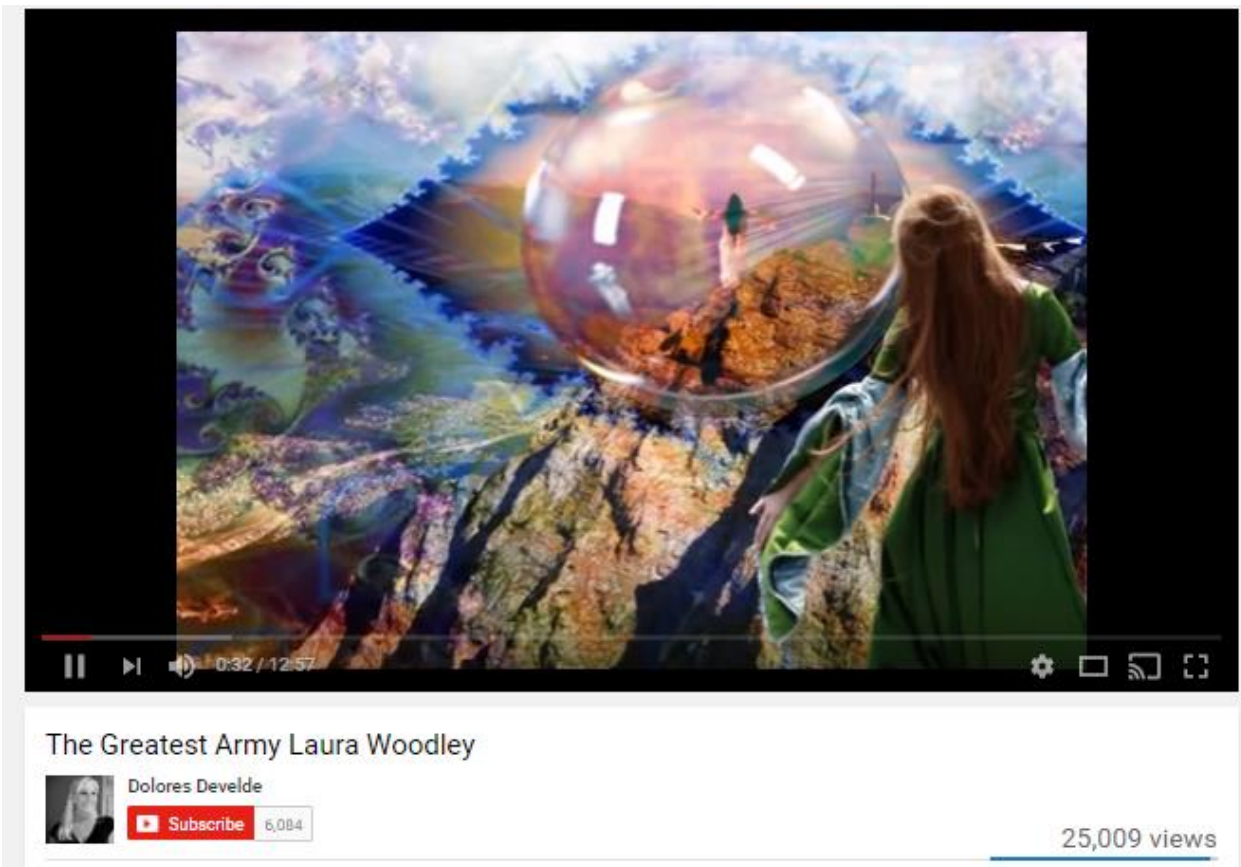 0:32 / 12:57
The Greatest Army Laura Woodley
Dolores Develde
Subscribe 6,084
25,009 views